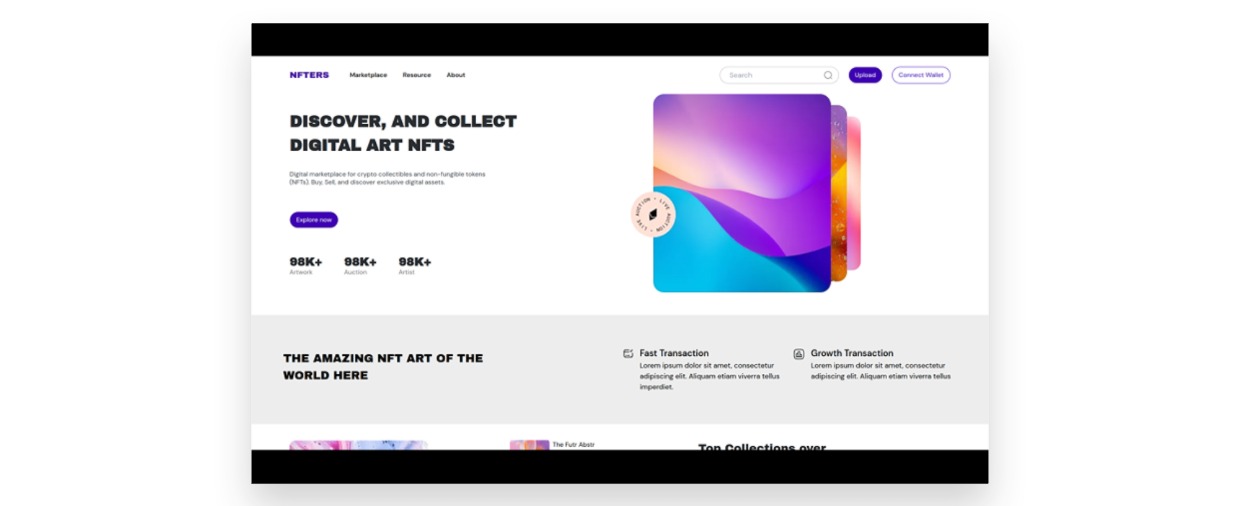 NFTERS
Marketplace
Resource
About
Search
Upload
Connect Wallet
DISCOVER, AND COLLECT
DIGITAL ART NFTS
Digital marketplace for crypto collectibles and non-fungible tokens
(NFTs). Buy, Sell, and discover exclusive digital assets.
Explore now
98K+
Artwork
98K+
Auction
98K+
Artist
LIVE AUCTION • LIVE AUCTION •
THE AMAZING NFT ART OF THE
WORLD HERE
Fast Transaction
Lorem ipsum dolor sit amet, consectetur
adipiscing elit. Aliquam etiam viverra tellus
imperdiet.
Growth Transaction
Lorem ipsum dolor sit amet, consectetur
adipiscing elit. Aliquam etiam viverra tellus
The Futr Abstr
Top Collections over